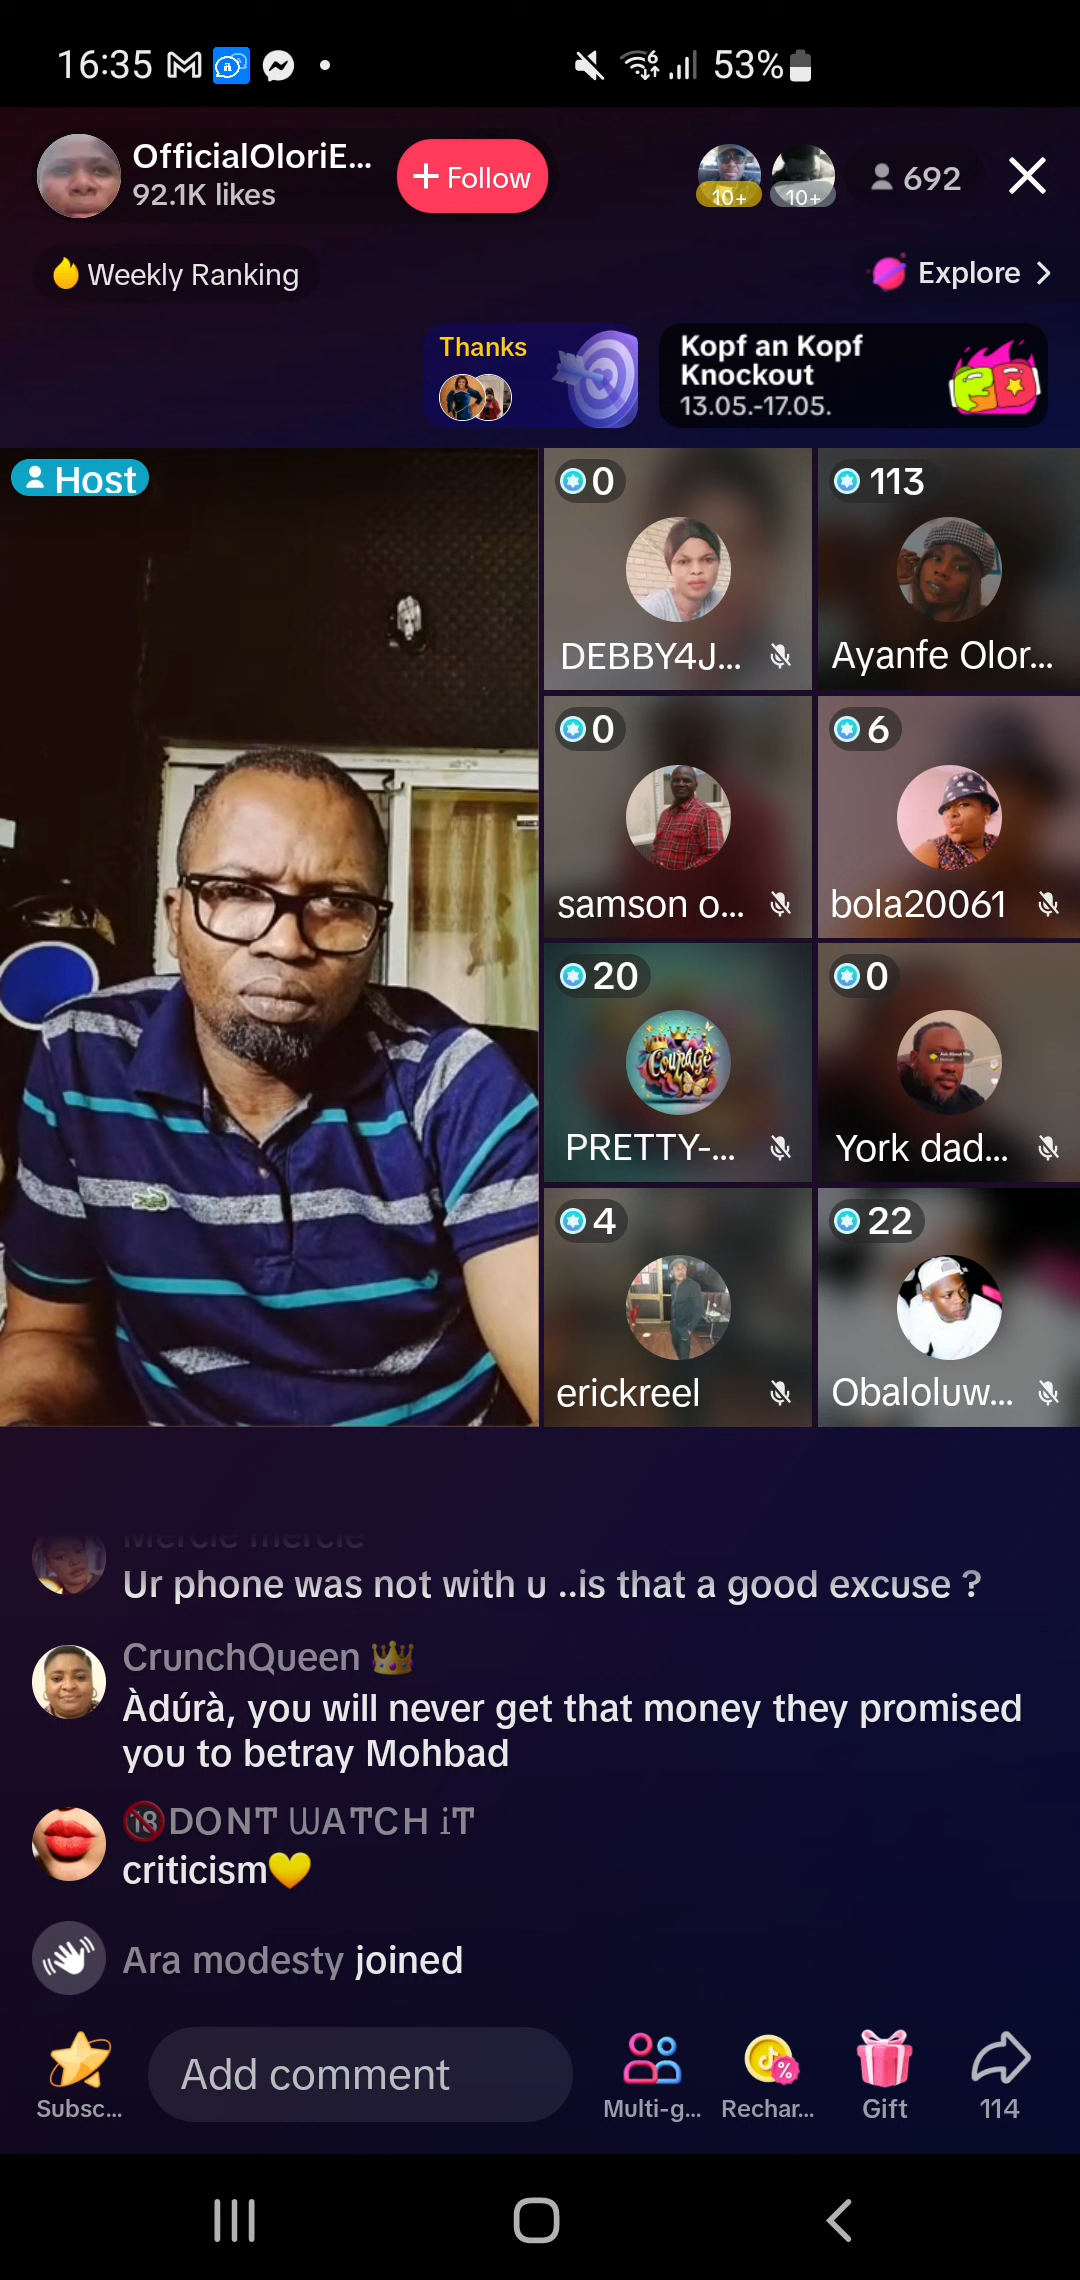 16:35
53%
OfficialOloriE...
92.1K likes
+ Follow
10+
10+
692
Weekly Ranking
Explore
Thanks
Kopf an Kopf
Knockout
13.05.-17.05.
Host
0
113
DEBBY4J...
Ayanfe Olor...
0
6
samson o...
bola20061
20
0
Courage
PRETTY-...
York dad...
4
22
erickreel
Obaloluw...
Mercie mercie
Ur phone was not with u ..is that a good excuse ?
CrunchQueen 👑
Àdúrà, you will never get that money they promised
you to betray Mohbad
🔞DONT WATCH iT
criticism💛
Ara modesty joined
Subsc...
Add comment
Multi-g...
Rechar...
Gift
114